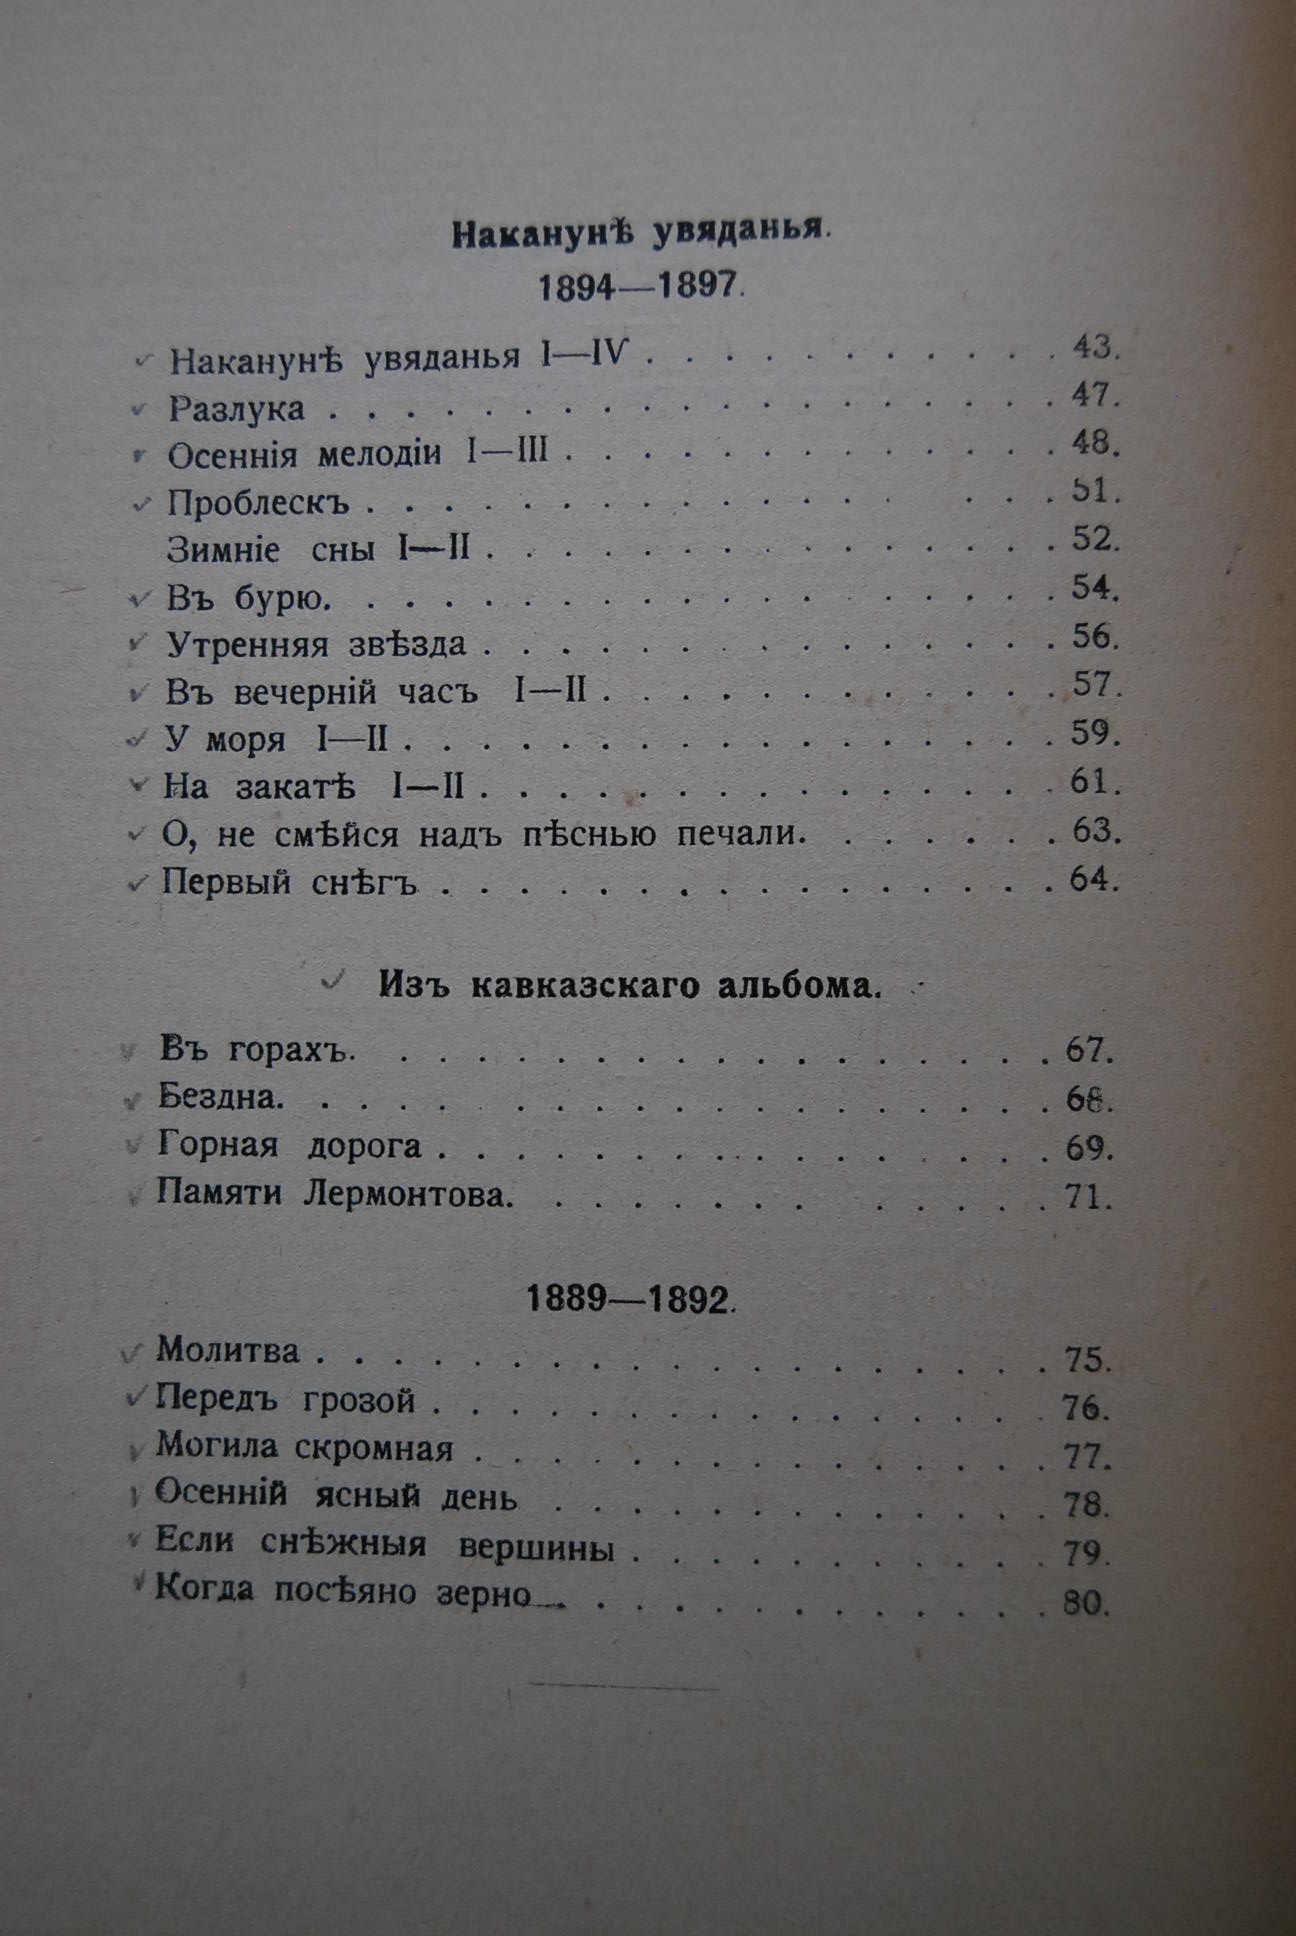 Наканунѣ увяданья.
1894—1897.
Наканунѣ увяданья I—IV . . . . . . . . . . . 43.
Разлука . . . . . . . . . . . . . . . . . . . 47.
Осеннія мелодіи I—III . . . . . . . . . . . . . 48.
Проблескъ . . . . . . . . . . . . . . . . . 51.
Зимніе сны I—II . . . . . . . . . . . . . . . 52.
Въ бурю. . . . . . . . . . . . . . . . . . . 54.
Утренняя звѣзда . . . . . . . . . . . . . . . 56.
Въ вечерній часъ I—II . . . . . . . . . . . . 57.
У моря I—II . . . . . . . . . . . . . . . . . 59.
На закатѣ I—II . . . . . . . . . . . . . . . 61.
О, не смѣйся надъ пѣснью печали. . . . . . . 63.
Первый снѣгъ . . . . . . . . . . . . . . . . 64.
Изъ кавказскаго альбома.
Въ горахъ. . . . . . . . . . . . . . . . . . 67.
Бездна. . . . . . . . . . . . . . . . . . . 68.
Горная дорога . . . . . . . . . . . . . . . . 69.
Памяти Лермонтова. . . . . . . . . . . . . 71.
1889—1892.
Молитва . . . . . . . . . . . . . . . . . . . 75.
Передъ грозой . . . . . . . . . . . . . . . . 76.
Могила скромная . . . . . . . . . . . . . . . 77.
Осенній ясный день . . . . . . . . . . . . . 78.
Если снѣжныя вершины . . . . . . . . . . . 79.
Когда посѣяно зерно . . . . . . . . . . . . . 80.